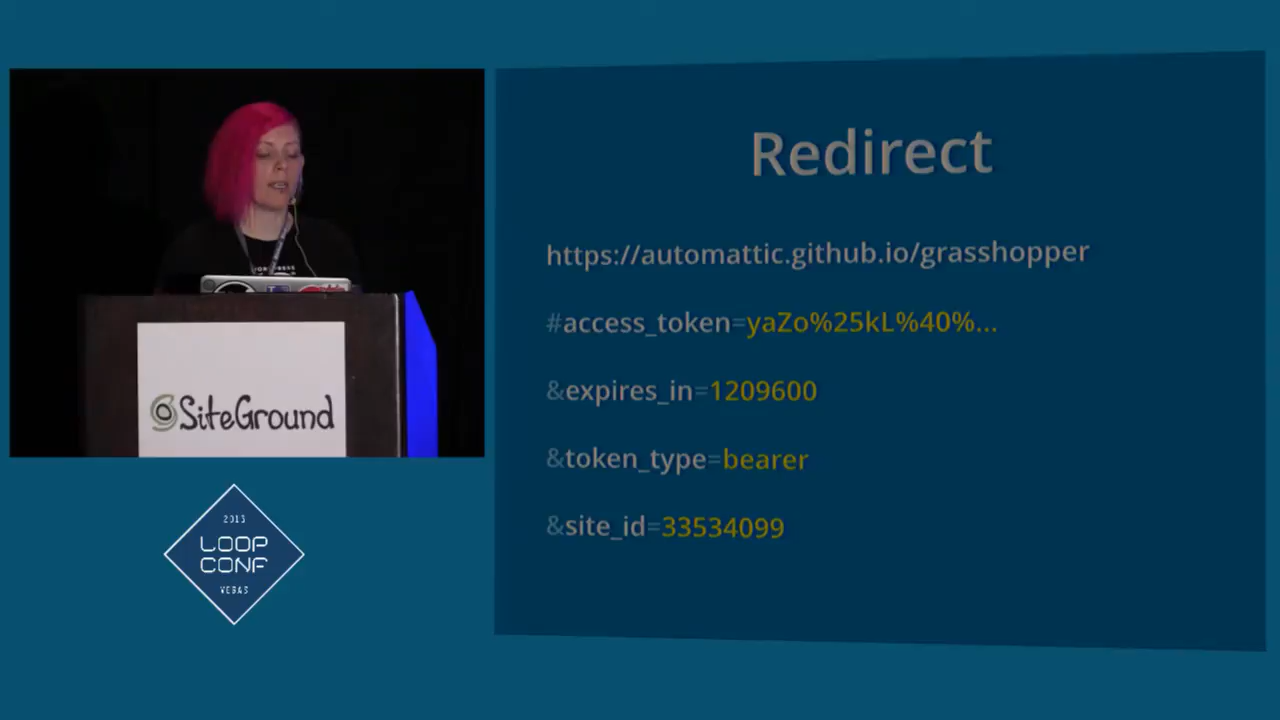 Redirect
https://automattic.github.io/grasshopper
#access_token=yaZo%25kL%40%...
&expires_in=1209600
&token_type=bearer
&site_id=33534099
SiteGround
LOOP
CONF
VEGAS